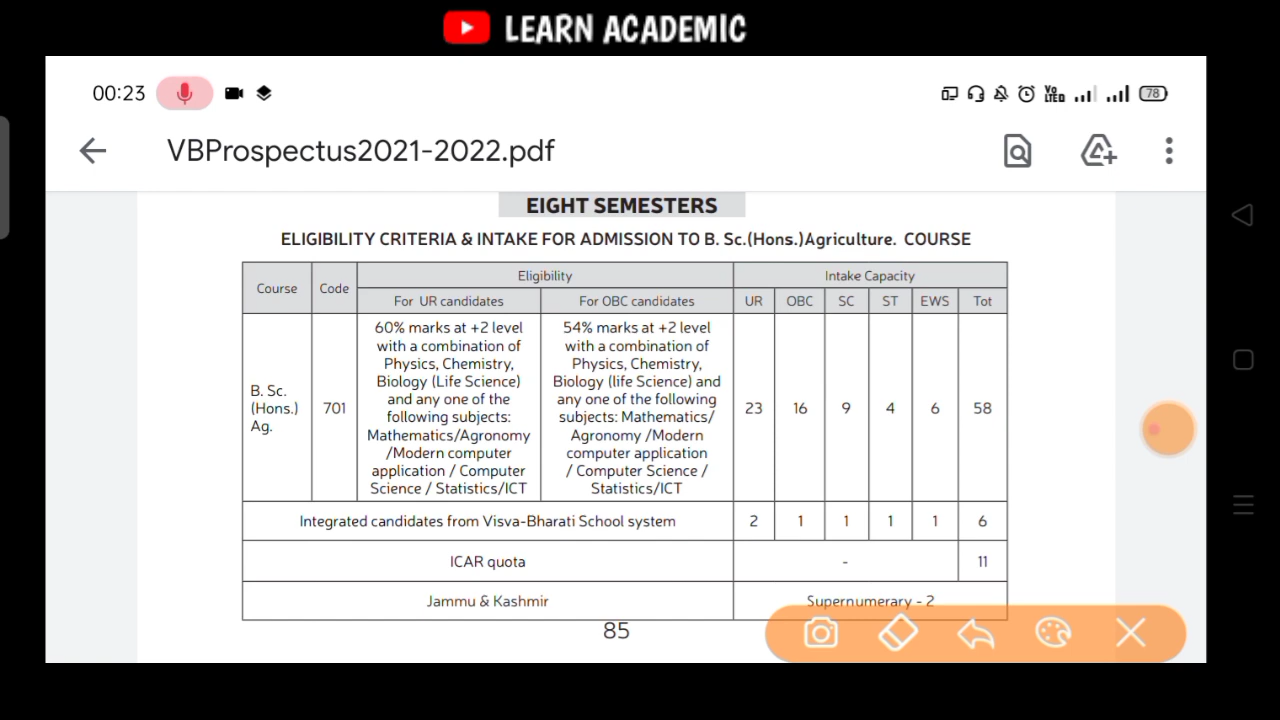 LEARN ACADEMIC
00:23
Vo LTED
78
VBProspectus2021-2022.pdf
EIGHT SEMESTERS
ELIGIBILITY CRITERIA & INTAKE FOR ADMISSION TO B. Sc.(Hons.)Agriculture. COURSE
Course Code Eligibility Intake Capacity
For UR candidates For OBC candidates UR OBC SC ST EWS Tot
B. Sc.
(Hons.)
Ag.
701
60% marks at +2 level
with a combination of
Physics, Chemistry,
Biology (Life Science)
and any one of the
following subjects:
Mathematics/Agronomy
/Modern computer
application / Computer
Science / Statistics/ICT
54% marks at +2 level
with a combination of
Physics, Chemistry,
Biology (life Science) and
any one of the following
subjects: Mathematics/
Agronomy /Modern
computer application
/ Computer Science /
Statistics/ICT
23 16 9 4 6 58
Integrated candidates from Visva-Bharati School system 2 1 1 1 1 6
ICAR quota - 11
Jammu & Kashmir Supernumerary - 2
85